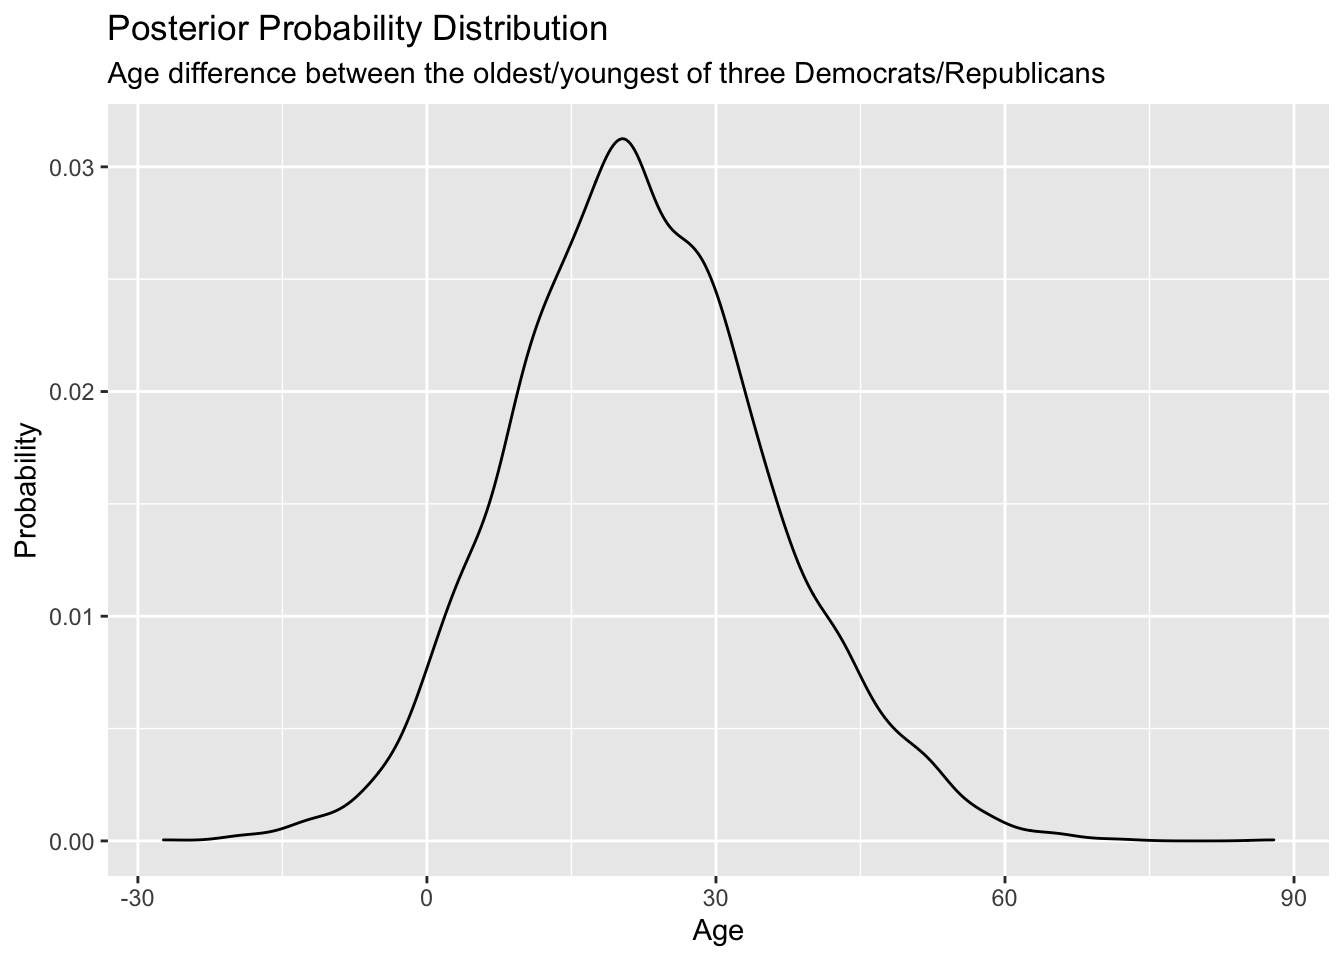 Posterior Probability Distribution
Age difference between the oldest/youngest of three Democrats/Republicans
0.03
0.02
0.01
0.00
Probability
-30 0 30 60 90
Age